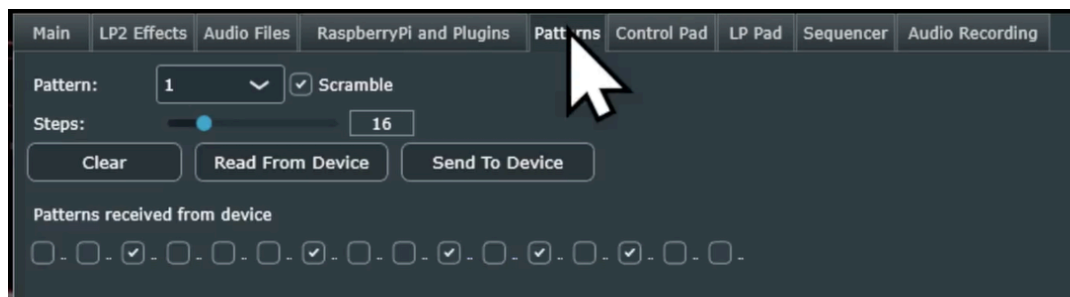 Main LP2 Effects Audio Files RaspberryPi and Plugins Patterns Control Pad LP Pad Sequencer Audio Recording
Pattern: 1 Scramble
Steps: 16
Clear Read From Device Send To Device
Patterns received from device